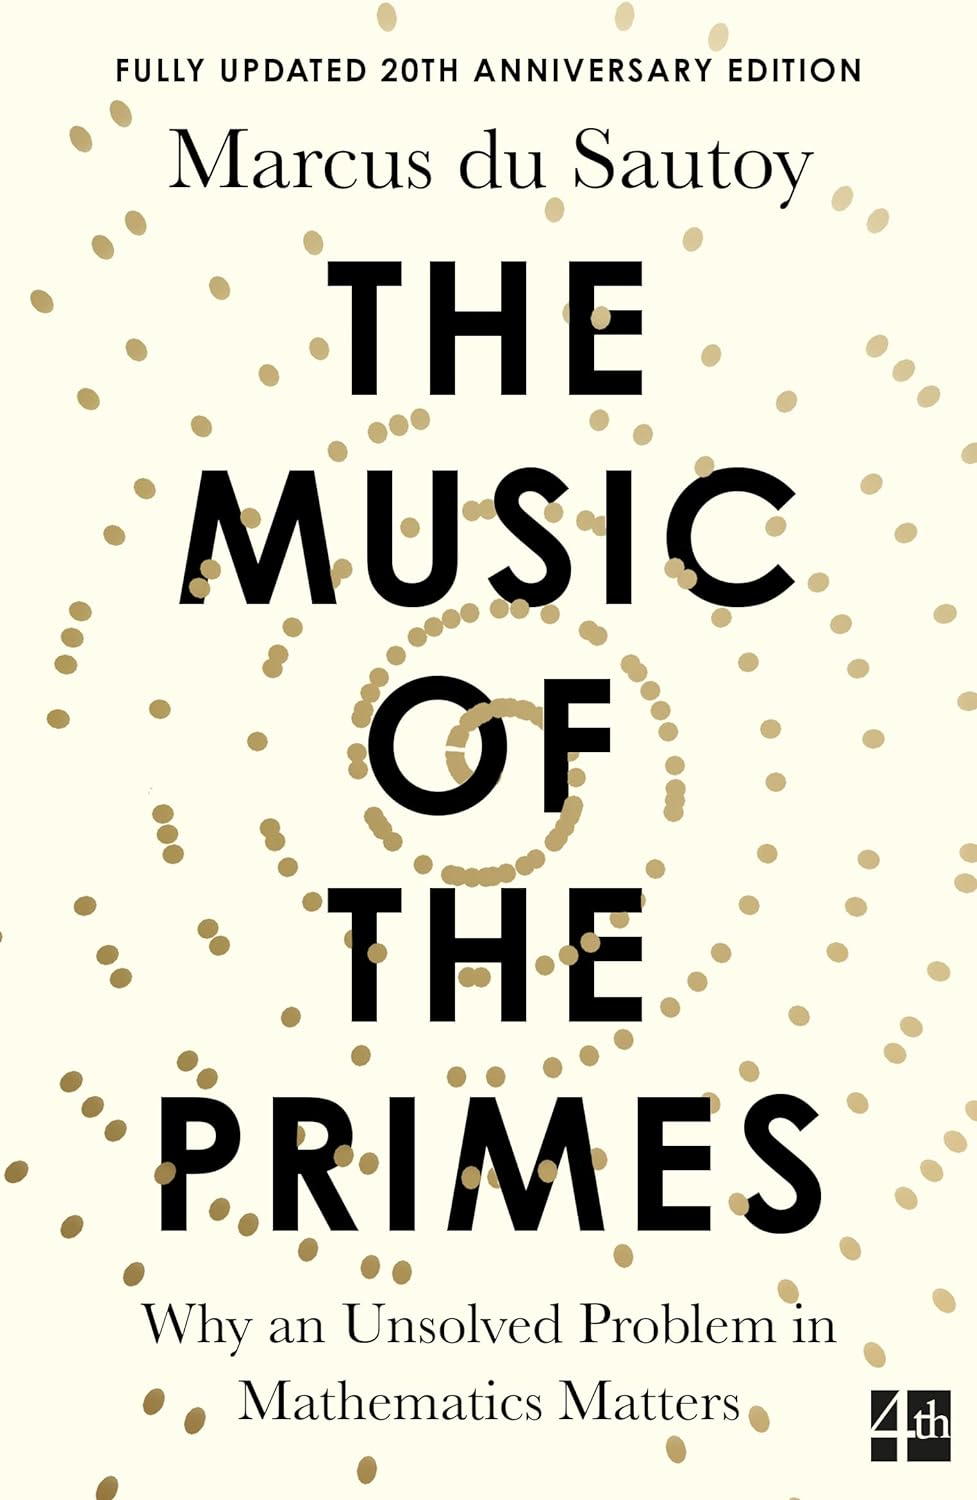 FULLY UPDATED 20TH ANNIVERSARY EDITION
Marcus du Sautoy
THE
MUSIC
OF
THE
PRIMES
Why an Unsolved Problem in
Mathematics Matters
4th